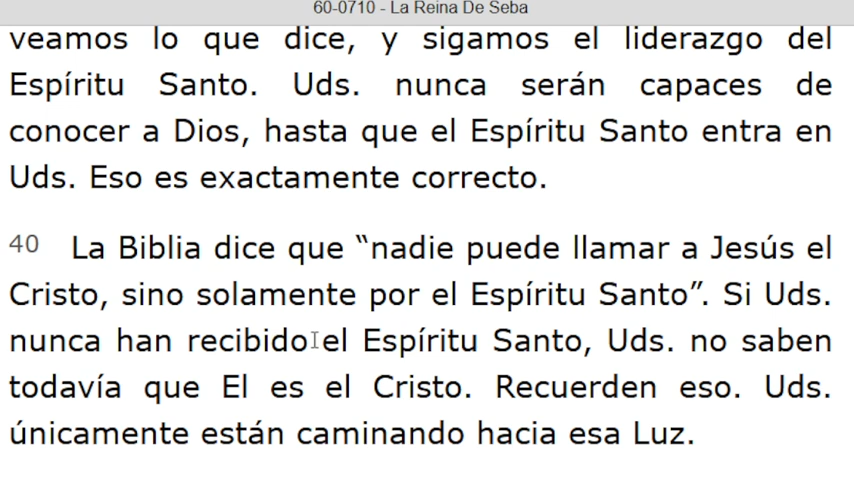 60-0710 - La Reina De Seba
veamos lo que dice, y sigamos el liderazgo del
Espíritu Santo. Uds. nunca serán capaces de
conocer a Dios, hasta que el Espíritu Santo entra en
Uds. Eso es exactamente correcto.
40 La Biblia dice que “nadie puede llamar a Jesús el
Cristo, sino solamente por el Espíritu Santo”. Si Uds.
nunca han recibido el Espíritu Santo, Uds. no saben
todavía que El es el Cristo. Recuerden eso. Uds.
únicamente están caminando hacia esa Luz.